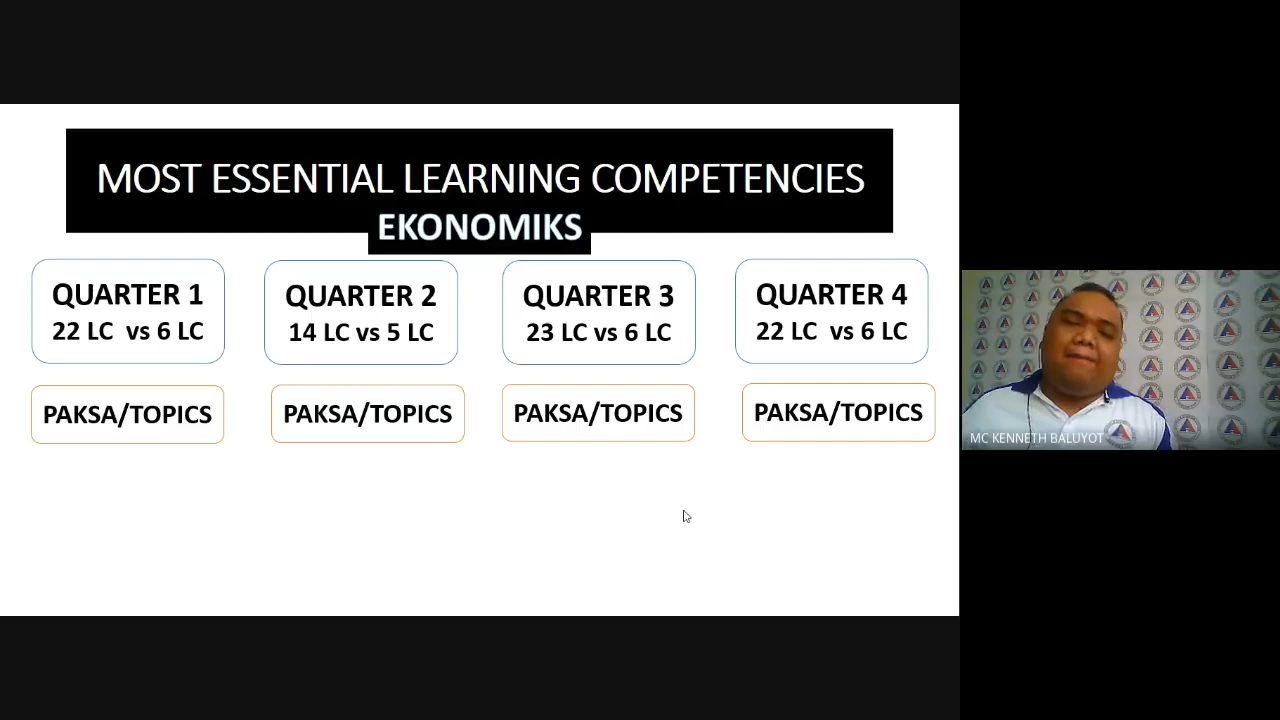 MOST ESSENTIAL LEARNING COMPETENCIES
EKONOMIKS
QUARTER 1
22 LC vs 6 LC
QUARTER 2
14 LC vs 5 LC
QUARTER 3
23 LC vs 6 LC
QUARTER 4
22 LC vs 6 LC
PAKSA/TOPICS
PAKSA/TOPICS
PAKSA/TOPICS
PAKSA/TOPICS
MC KENNETH BALUYOT